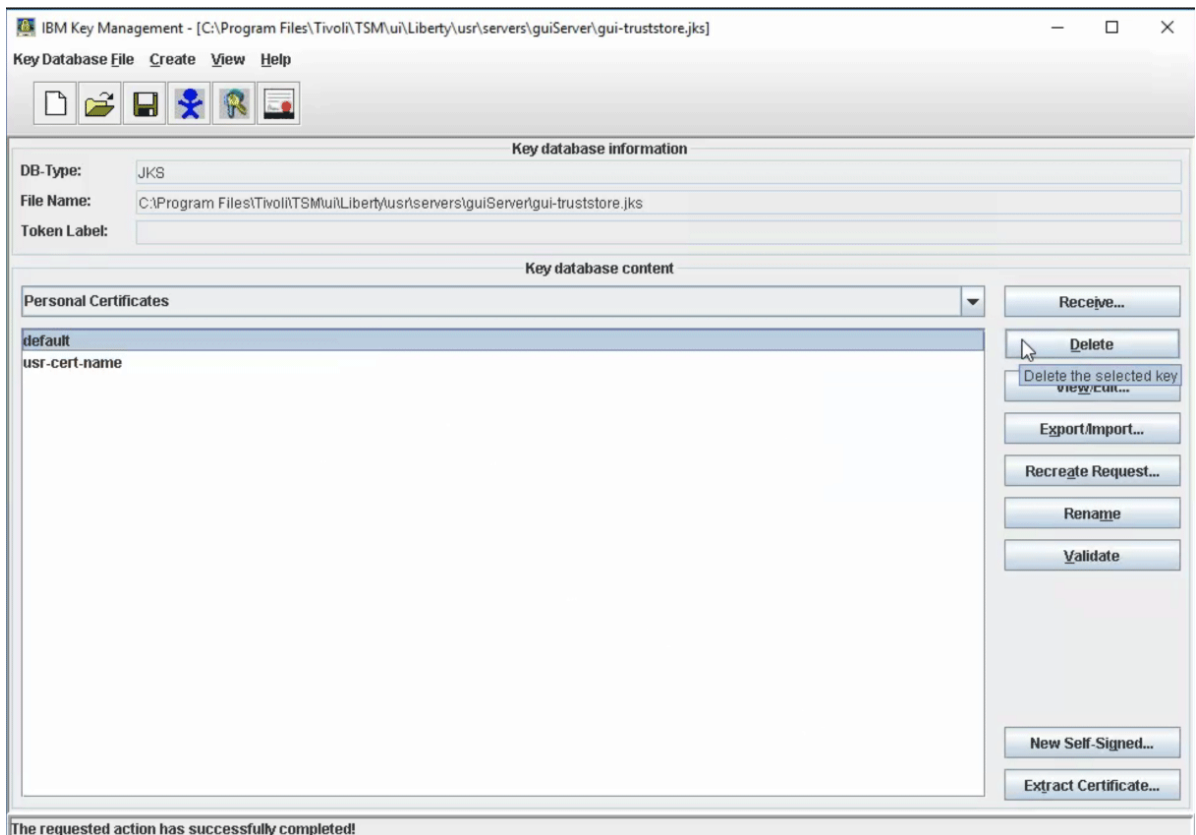 IBM Key Management - [C:\Program Files\Tivoli\TSM\ui\Liberty\usr\servers\guiServer\gui-truststore.jks]
Key Database File Create View Help
Key database information
DB-Type: JKS
File Name: C:\Program Files\Tivoli\TSM\ui\Liberty\usr\servers\guiServer\gui-truststore.jks
Token Label:
Key database content
Personal Certificates
Receive...
default
Delete
usr-cert-name
Delete the selected key
View/Edit...
Export/Import...
Recreate Request...
Rename
Validate
New Self-Signed...
Extract Certificate...
The requested action has successfully completed!